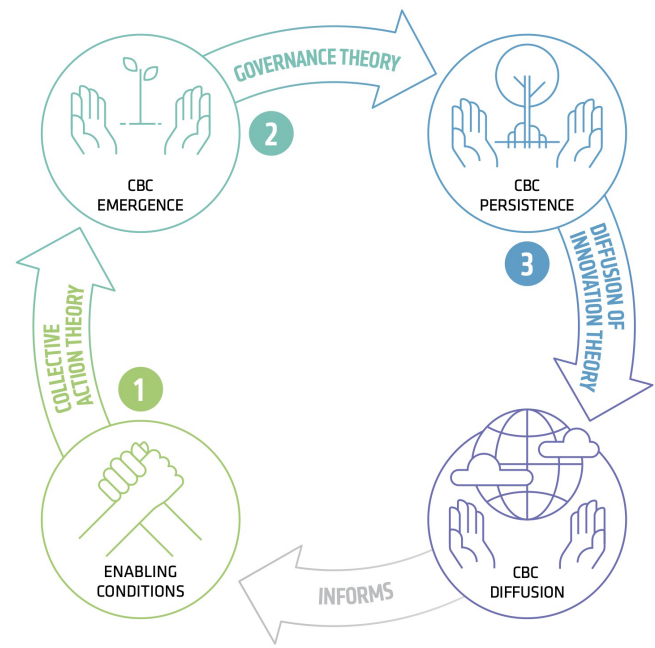 GOVERNANCE THEORY
2
CBC
EMERGENCE
CBC
PERSISTENCE
3
DIFFUSION OF
INNOVATION THEORY
COLLECTIVE
ACTION THEORY
1
ENABLING
CONDITIONS
CBC
DIFFUSION
INFORMS